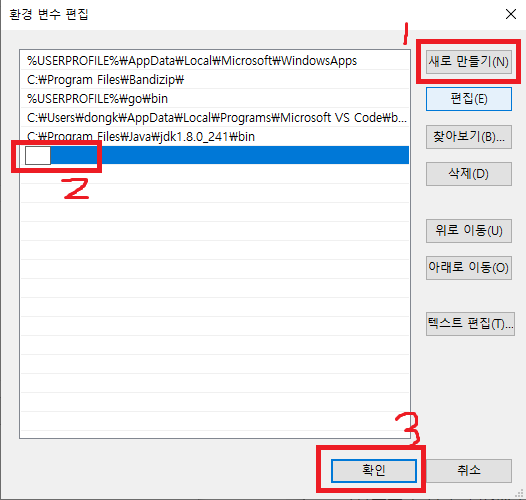 환경 변수 편집
1
%USERPROFILE%₩AppData₩Local₩Microsoft₩WindowsApps
새로 만들기(N)
C:₩Program Files₩Bandizip₩
%USERPROFILE%₩go₩bin
편집(E)
C:₩Users₩dongk₩AppData₩Local₩Programs₩Microsoft VS Code₩b...
C:₩Program Files₩Java₩jdk1.8.0_241₩bin
찾아보기(B)...
2
삭제(D)
위로 이동(U)
아래로 이동(O)
텍스트 편집(T)...
3
확인
취소